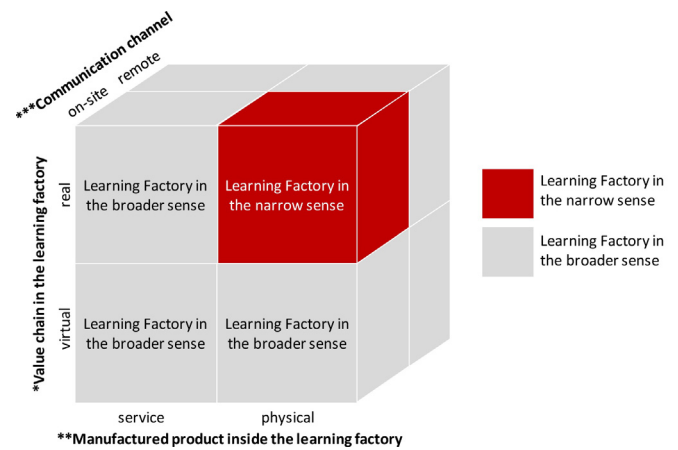 ***Communication channel
on-site remote
*Value chain in the learning factory
real
virtual
Learning Factory in
the broader sense
Learning Factory in
the narrow sense
Learning Factory in
the broader sense
Learning Factory in
the broader sense
service physical
**Manufactured product inside the learning factory
Learning Factory in
the narrow sense
Learning Factory in
the broader sense